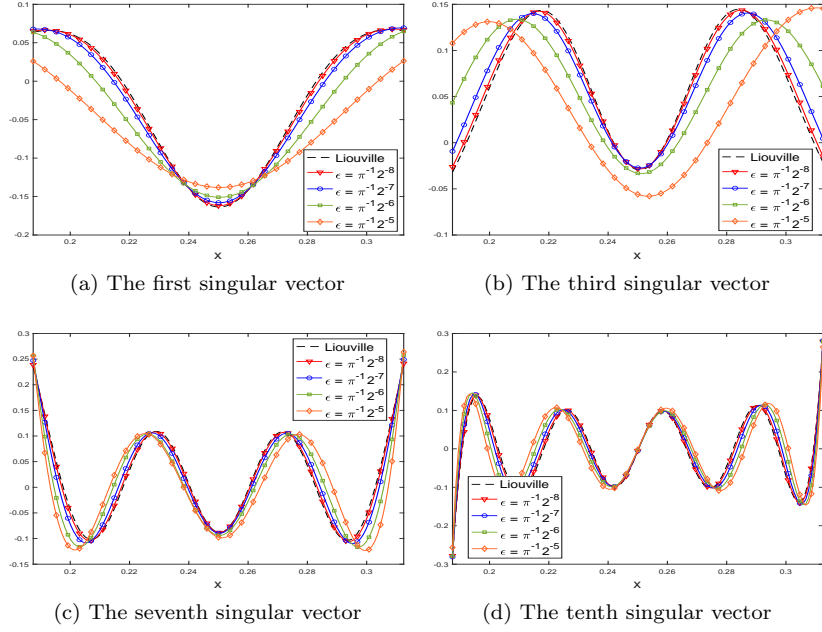 0.1
0.05
0
-0.05
-0.1
-0.15
-0.2
0.2 0.22 0.24 0.26 0.28 0.3
x
Liouville
ϵ = π⁻¹2⁻⁸
ϵ = π⁻¹2⁻⁷
ϵ = π⁻¹2⁻⁶
ϵ = π⁻¹2⁻⁵
(a) The first singular vector
0.15
0.1
0.05
0
-0.05
-0.1
0.2 0.22 0.24 0.26 0.28 0.3
x
Liouville
ϵ = π⁻¹2⁻⁸
ϵ = π⁻¹2⁻⁷
ϵ = π⁻¹2⁻⁶
ϵ = π⁻¹2⁻⁵
(b) The third singular vector
0.3
0.25
0.2
0.15
0.1
0.05
0
-0.05
-0.1
-0.15
0.2 0.22 0.24 0.26 0.28 0.3
x
Liouville
ϵ = π⁻¹2⁻⁸
ϵ = π⁻¹2⁻⁷
ϵ = π⁻¹2⁻⁶
ϵ = π⁻¹2⁻⁵
(c) The seventh singular vector
0.3
0.2
0.1
0
-0.1
-0.2
-0.3
0.2 0.22 0.24 0.26 0.28 0.3
x
Liouville
ϵ = π⁻¹2⁻⁸
ϵ = π⁻¹2⁻⁷
ϵ = π⁻¹2⁻⁶
ϵ = π⁻¹2⁻⁵
(d) The tenth singular vector